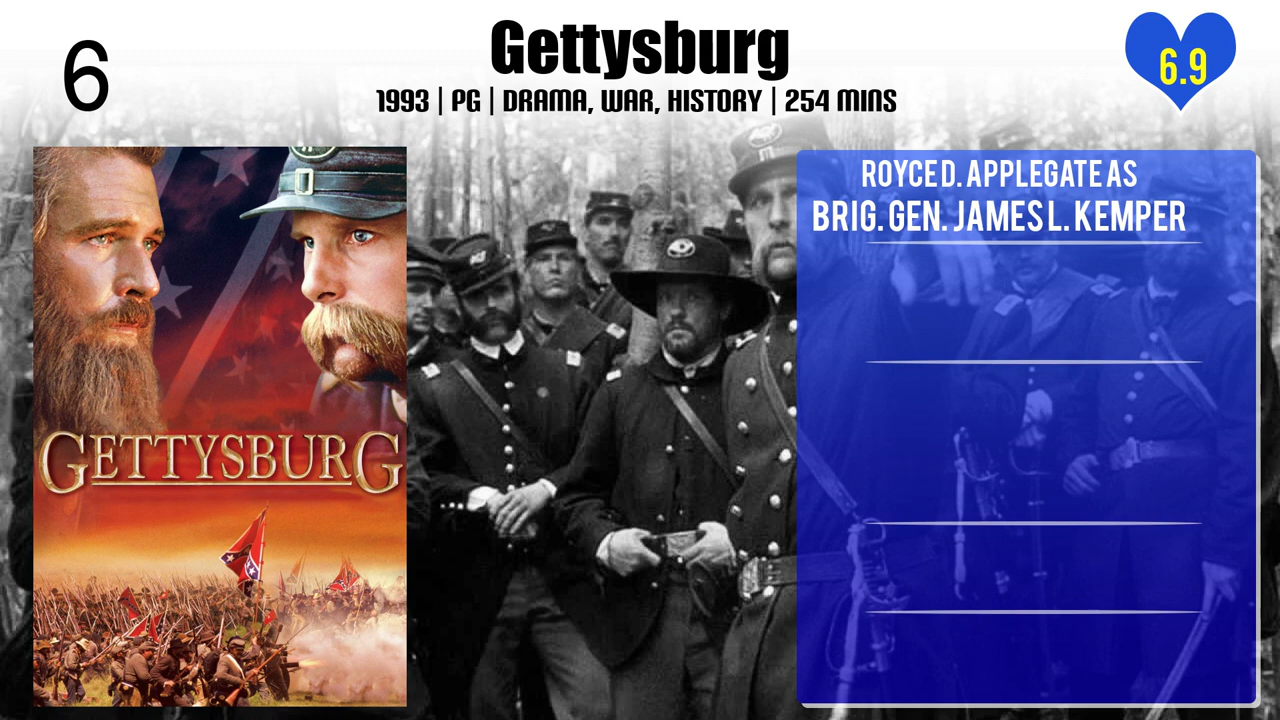 6
Gettysburg
1993 | PG | DRAMA, WAR, HISTORY | 254 MINS
6.9
GETTYSBURG
ROYCE D. APPLEGATE AS
BRIG. GEN. JAMES L. KEMPER